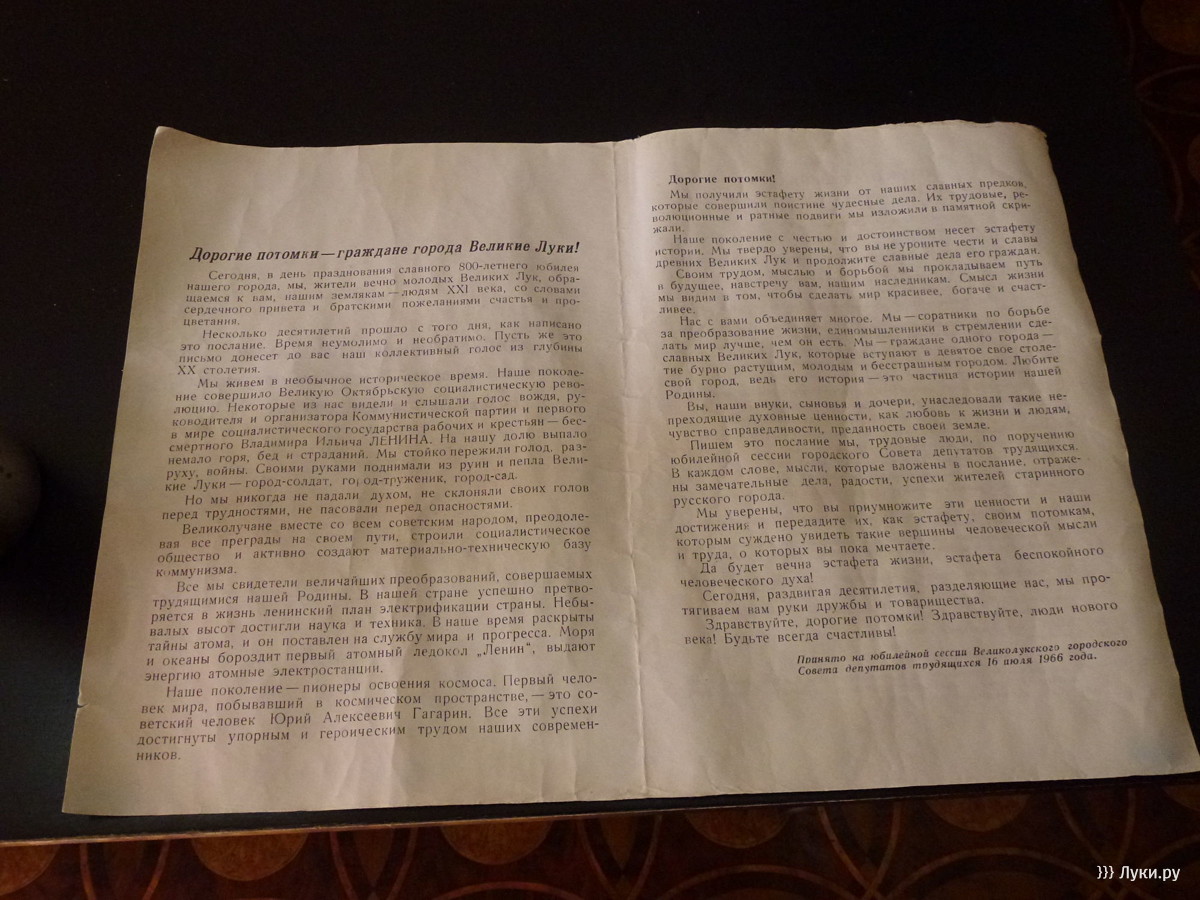 Дорогие потомки — граждане города Великие Луки!
Сегодня, в день празднования славного 800-летнего юбилея
нашего города, мы, жители вечно молодых Великих Лук, обра-
щаемся к вам, нашим землякам — людям XXI века, со словами
сердечного привета и братскими пожеланиями счастья и про-
цветания.
Несколько десятилетий прошло с того дня, как написано
это послание. Время неумолимо и необратимо. Пусть же это
письмо донесет до вас наш коллективный голос из глубины
XX столетия.
Мы живем в необычное историческое время. Наше поколе-
ние совершило Великую Октябрьскую социалистическую рево-
люцию. Некоторые из нас видели и слышали голос вождя, ру-
ководителя и организатора Коммунистической партии и первого
в мире социалистического государства рабочих и крестьян — бес-
смертного Владимира Ильича ЛЕНИНА. На нашу долю выпало
немало горя, бед и страданий. Мы стойко пережили голод, раз-
руху, войны. Своими руками поднимали из руин и пепла Вели-
кие Луки — город-солдат, город-труженик, город-сад.
Но мы никогда не падали духом, не склоняли своих голов
перед трудностями, не пасовали перед опасностями.
Великолучане вместе со всем советским народом, преодоле-
вая все преграды на своем пути, строили социалистическое
общество и активно создают материально-техническую базу
коммунизма.
Все мы свидетели величайших преобразований, совершаемых
трудящимися нашей Родины. В нашей стране успешно претво-
ряется в жизнь ленинский план электрификации страны. Небы-
валых высот достигли наука и техника. В наше время раскрыты
тайны атома, и он поставлен на службу мира и прогресса. Моря
и океаны бороздит первый атомный ледокол „Ленин", выдают
энергию атомные электростанции.
Наше поколение — пионеры освоения космоса. Первый чело-
век мира, побывавший в космическом пространстве, — это со-
ветский человек Юрий Алексеевич Гагарин. Все эти успехи
достигнуты упорным и героическим трудом наших современ-
ников.
Дорогие потомки!
Мы получили эстафету жизни от наших славных предков,
которые совершили поистине чудесные дела. Их трудовые, ре-
волюционные и ратные подвиги мы изложили в памятной скри-
жали.
Наше поколение с честью и достоинством несет эстафету
истории. Мы твердо уверены, что вы не уроните чести и славы
древних Великих Лук и продолжите славные дела его граждан.
Своим трудом, мыслью и борьбой мы прокладываем путь
в будущее, навстречу вам, нашим наследникам. Смысл жизни
мы видим в том, чтобы сделать мир красивее, богаче и счаст-
ливее.
Нас с вами объединяет многое. Мы — соратники по борьбе
за преобразование жизни, единомышленники в стремлении сде-
лать мир лучше, чем он есть. Мы — граждане одного города —
славных Великих Лук, которые вступают в девятое свое столе-
тие бурно растущим, молодым и бесстрашным городом. Любите
свой город, ведь его история — это частица истории нашей
Родины.
Вы, наши внуки, сыновья и дочери, унаследовали такие не-
преходящие духовные ценности, как любовь к жизни и людям,
чувство справедливости, преданность своей земле.
Пишем это послание мы, трудовые люди, по поручению
юбилейной сессии городского Совета депутатов трудящихся.
В каждом слове, мысли, которые вложены в послание, отраже-
ны замечательные дела, радости, успехи жителей старинного
русского города.
Мы уверены, что вы приумножите эти ценности и наши
достижения и передадите их, как эстафету, своим потомкам,
которым суждено увидеть такие вершины человеческой мысли
и труда, о которых вы пока мечтаете.
Да будет вечна эстафета жизни, эстафета беспокойного
человеческого духа!
Сегодня, раздвигая десятилетия, разделяющие нас, мы про-
тягиваем вам руки дружбы и товарищества.
Здравствуйте, дорогие потомки! Здравствуйте, люди нового
века! Будьте всегда счастливы!
Принято на юбилейной сессии Великолукского городского
Совета депутатов трудящихся 16 июля 1966 года.
))) Луки.ру